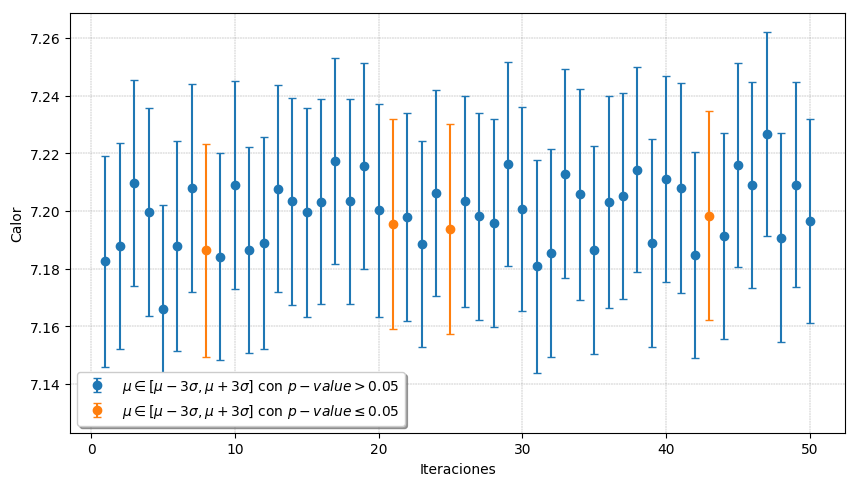 7.26
7.24
7.22
7.20
7.18
7.16
7.14
Calor
μ ∈ [μ − 3σ, μ + 3σ] con p − value > 0.05
μ ∈ [μ − 3σ, μ + 3σ] con p − value ≤ 0.05
0 10 20 30 40 50
Iteraciones